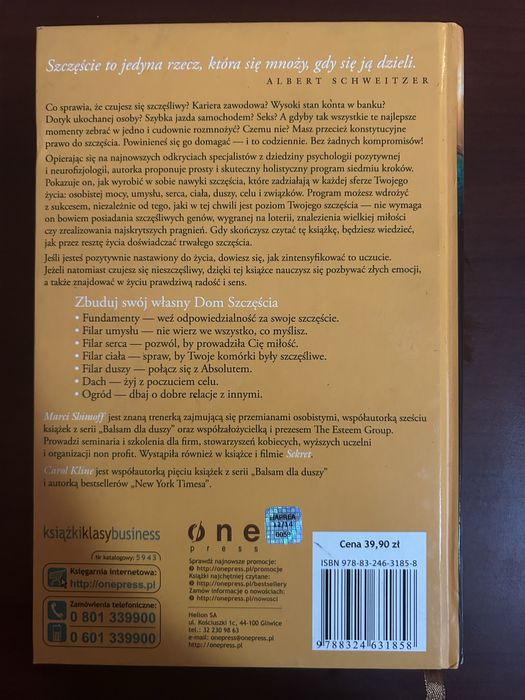 Szczęście to jedyna rzecz, która się mnoży, gdy się ją dzieli.
ALBERT SCHWEITZER
Co sprawia, że czujesz się szczęśliwy? Kariera zawodowa? Wysoki stan konta w banku?
Dotyk ukochanej osoby? Szybka jazda samochodem? Seks? A gdyby tak wszystkie te najlepsze
momenty zebrać w jedno i cudownie rozmnożyć? Czemu nie? Masz przecież konstytucyjne
prawo do szczęścia. Powinieneś się go domagać — i to codziennie. Bez żadnych kompromisów!
Opierając się na najnowszych odkryciach specjalistów z dziedziny psychologii pozytywnej
i neurofizjologii, autorka proponuje prosty i skuteczny holistyczny program siedmiu kroków.
Pokazuje on, jak wyrobić w sobie nawyki szczęścia, które zadziałają w każdej sferze Twojego
życia: osobistej mocy, umysłu, serca, ciała, duszy, celu i związków. Program możesz wdrożyć
z sukcesem, niezależnie od tego, jaki w tej chwili jest poziom Twojego szczęścia — nie wymaga
on bowiem posiadania szczęśliwych genów, wygranej na loterii, znalezienia wielkiej miłości
czy zrealizowania najskrytszych pragnień. Gdy skończysz czytać tę książkę, będziesz wiedzieć,
jak przez resztę życia doświadczać trwałego szczęścia.
Jeśli jesteś pozytywnie nastawiony do życia, dowiesz się, jak zintensyfikować to uczucie.
Jeżeli natomiast czujesz się nieszczęśliwy, dzięki tej książce nauczysz się pozbywać złych emocji,
a także znajdować w życiu prawdziwą radość i sens.
Zbuduj swój własny Dom Szczęścia
• Fundamenty — weź odpowiedzialność za swoje szczęście.
• Filar umysłu — nie wierz we wszystko, co myślisz.
• Filar serca — pozwól, by prowadziła Cię miłość.
• Filar ciała — spraw, by Twoje komórki były szczęśliwe.
• Filar duszy — połącz się z Absolutem.
• Dach — żyj z poczuciem celu.
• Ogród — dbaj o dobre relacje z innymi.
Marci Shimoff jest znaną trenerką zajmującą się przemianami osobistymi, współautorką sześciu
książek z serii „Balsam dla duszy” oraz współzałożycielką i prezesem The Esteem Group.
Prowadzi seminaria i szkolenia dla firm, stowarzyszeń kobiecych, wyższych uczelni
i organizacji non profit. Wystąpiła również w książce i filmie Sekret.
Carol Kline jest współautorką pięciu książek z serii „Balsam dla duszy”
i autorką bestsellerów „New York Timesa”.
książkiklasybusiness
Nr katalogowy: 5943
Księgarnia internetowa:
http://onepress.pl
Zamówienia telefoniczne:
0 801 339900
0 601 339900
one
press
Sprawdź najnowsze promocje:
http://onepress.pl/promocje
Książki najchętniej czytane:
http://onepress.pl/bestsellery
Zamów informacje o nowościach:
http://onepress.pl/nowosci
Helion SA
ul. Kościuszki 1c, 44-100 Gliwice
tel.: 32 230 98 63
e-mail: onepress@onepress.pl
http://onepress.pl
12/14
0059
Cena 39,90 zł
ISBN 978-83-246-3185-8
9 788324 631858